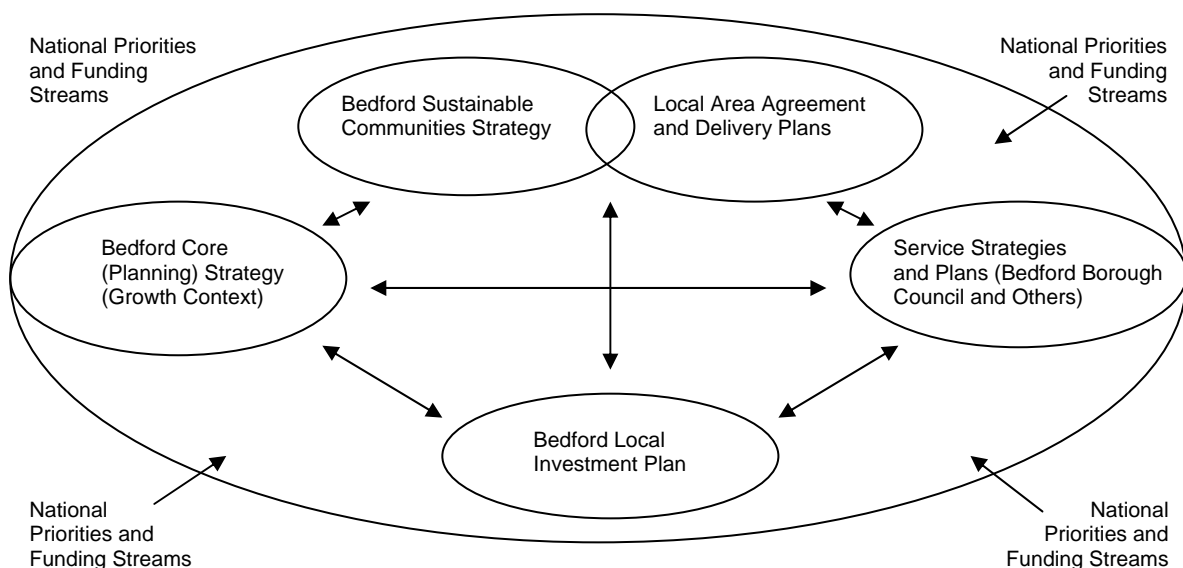 National Priorities
and Funding
Streams
National Priorities
and Funding
Streams
Bedford Sustainable
Communities Strategy
Local Area Agreement
and Delivery Plans
Bedford Core
(Planning) Strategy
(Growth Context)
Service Strategies
and Plans (Bedford Borough
Council and Others)
Bedford Local
Investment Plan
National
Priorities and
Funding Streams
National
Priorities and
Funding Streams